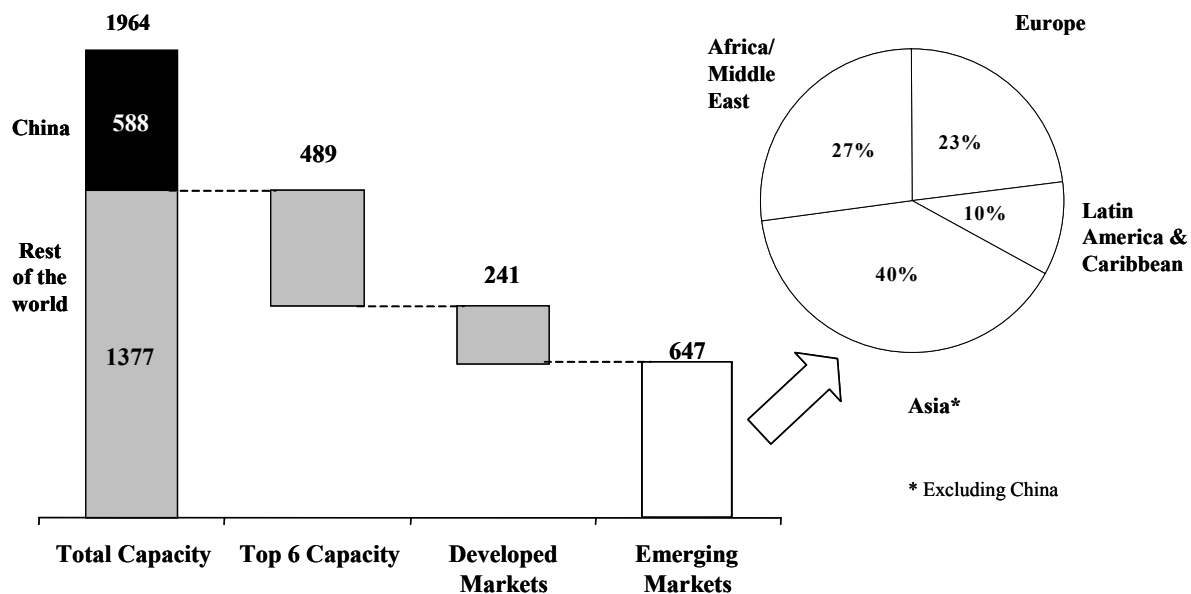 1964
China
588
489
Rest
of the
world
1377
241
647
Total Capacity
Top 6 Capacity
Developed
Markets
Emerging
Markets
Europe
Africa/
Middle
East
27%
23%
10%
40%
Latin
America &
Caribbean
Asia*
* Excluding China